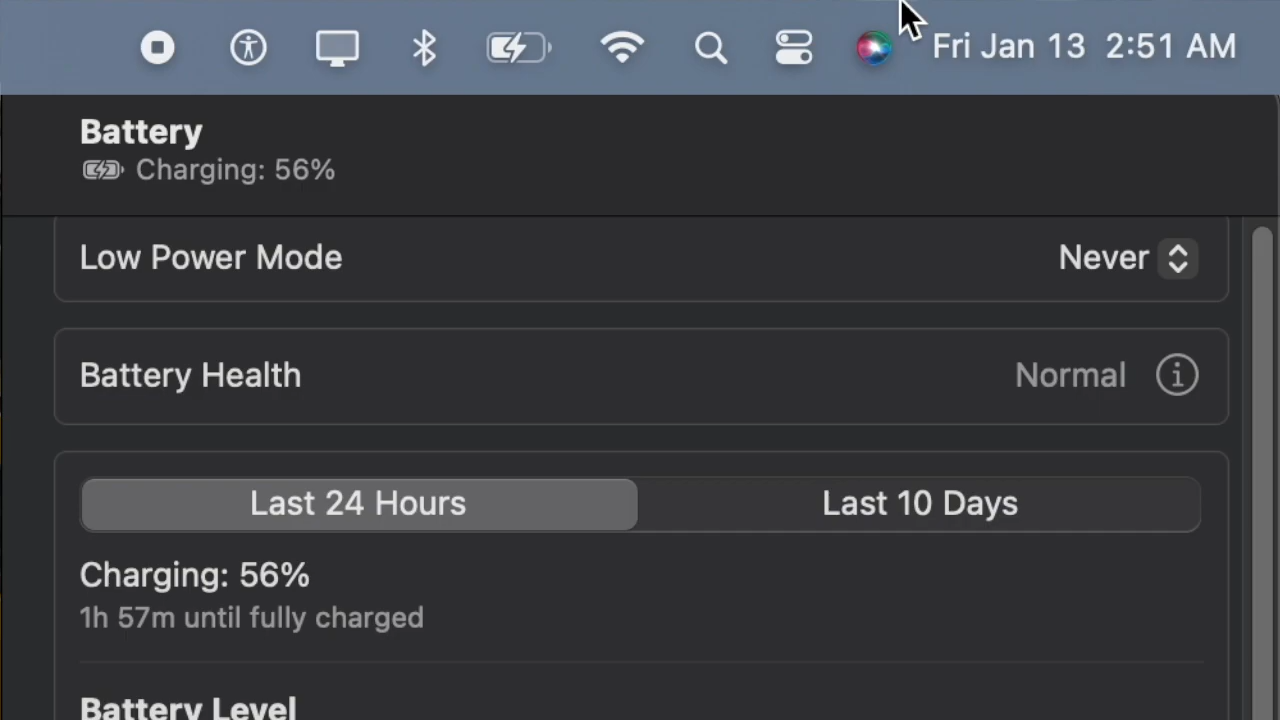 Fri Jan 13 2:51 AM
Battery
Charging: 56%
Low Power Mode Never
Battery Health Normal
Last 24 Hours Last 10 Days
Charging: 56%
1h 57m until fully charged
Battery Level